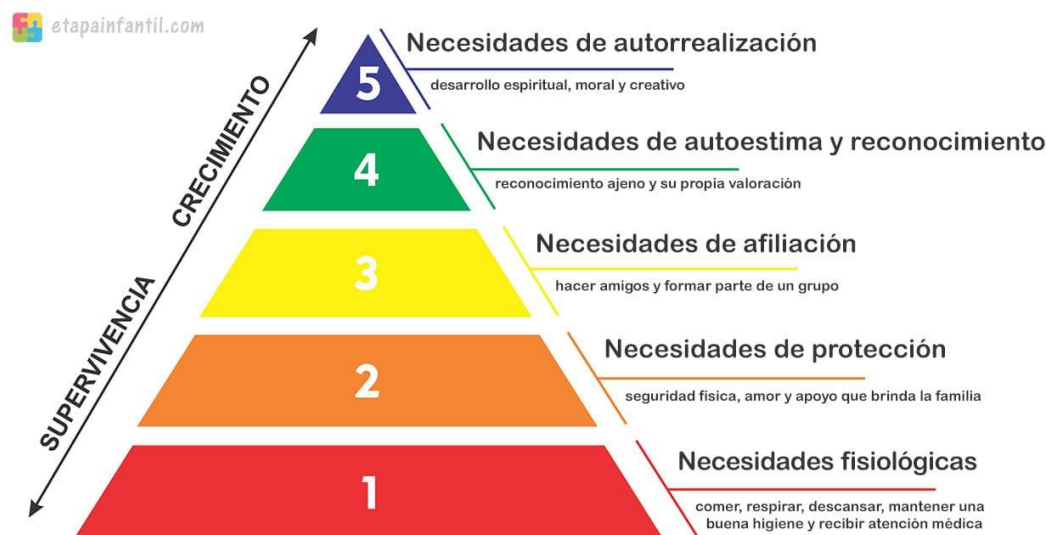 etapainfantil.com
CRECIMIENTO
SUPERVIVENCIA
5
Necesidades de autorrealización
desarrollo espiritual, moral y creativo
4
Necesidades de autoestima y reconocimiento
reconocimiento ajeno y su propia valoración
3
Necesidades de afiliación
hacer amigos y formar parte de un grupo
2
Necesidades de protección
seguridad física, amor y apoyo que brinda la familia
1
Necesidades fisiológicas
comer, respirar, descansar, mantener una
buena higiene y recibir atención médica